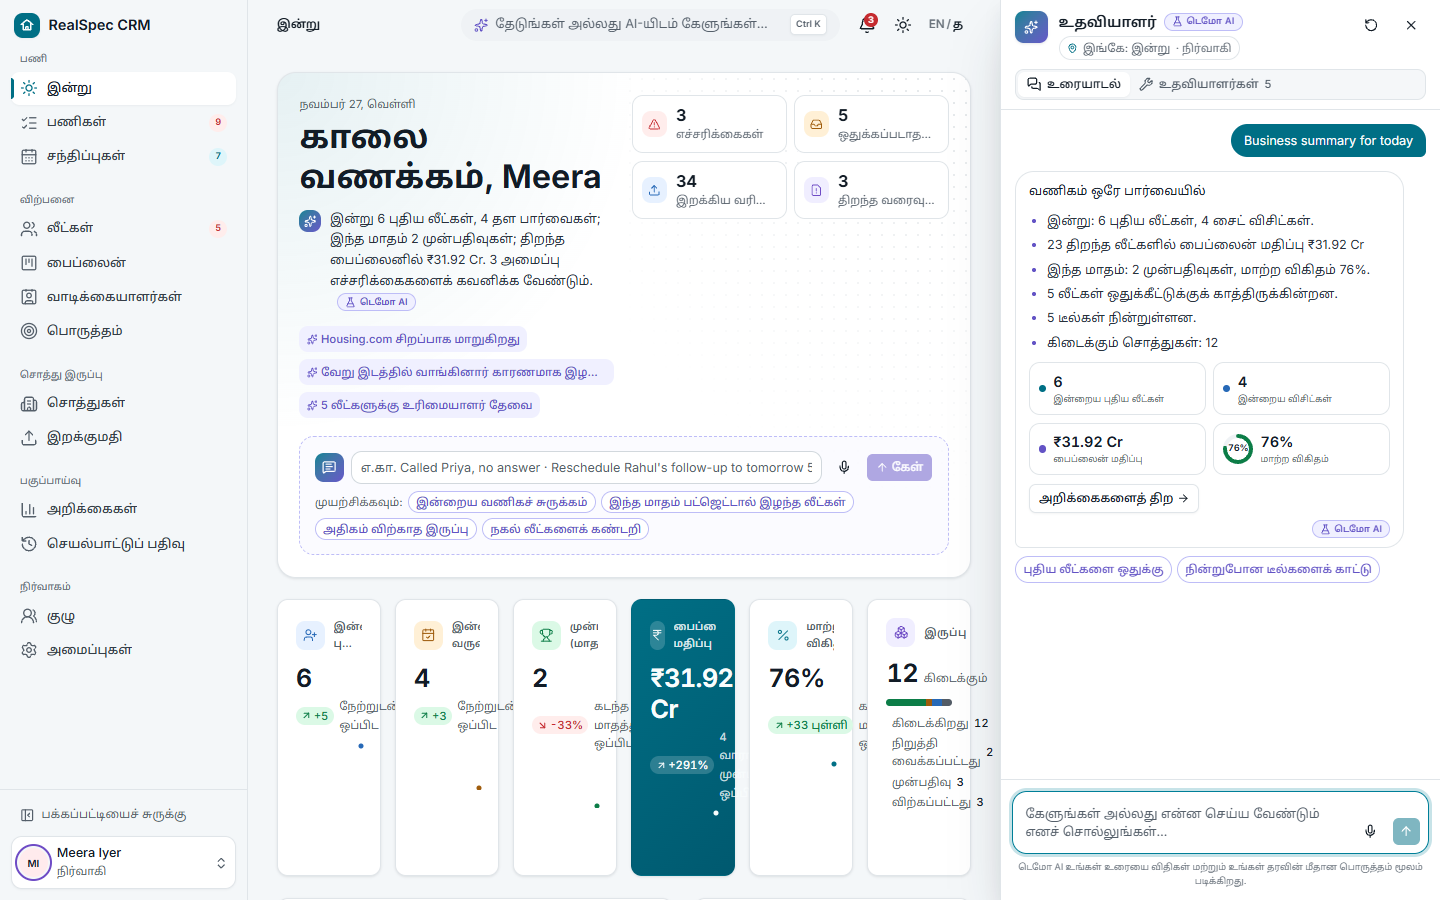 RealSpec CRM
பணி
இன்று
பணிகள் 9
சந்திப்புகள் 7
விற்பனை
லீட்கள் 5
பைப்லைன்
வாடிக்கையாளர்கள்
பொருத்தம்
சொத்து இருப்பு
சொத்துகள்
இறக்குமதி
பகுப்பாய்வு
அறிக்கைகள்
செயல்பாட்டுப் பதிவு
நிர்வாகம்
குழு
அமைப்புகள்
பக்கப்பட்டியைச் சுருக்கு
MI
Meera Iyer
நிர்வாகி
இன்று
தேடுங்கள் அல்லது AI-யிடம் கேளுங்கள்...
Ctrl K
3
EN / த
நவம்பர் 27, வெள்ளி
காலை
வணக்கம், Meera
இன்று 6 புதிய லீட்கள், 4 தள பார்வைகள்;
இந்த மாதம் 2 முன்பதிவுகள்; திறந்த
பைப்லைனில் ₹31.92 Cr. 3 அமைப்பு
எச்சரிக்கைகளைக் கவனிக்க வேண்டும்.
டெமோ AI
3
எச்சரிக்கைகள்
5
ஒதுக்கப்படாத...
34
இறக்கிய வரி...
3
திறந்த வரைவு...
Housing.com சிறப்பாக மாறுகிறது
வேறு இடத்தில் வாங்கினார் காரணமாக இழ...
5 லீட்களுக்கு உரிமையாளர் தேவை
எ.கா. Called Priya, no answer · Reschedule Rahul's follow-up to tomorrow 5
கேள்
முயற்சிக்கவும்:
இன்றைய வணிகச் சுருக்கம்
இந்த மாதம் பட்ஜெட்டால் இழந்த லீட்கள்
அதிகம் விற்காத இருப்பு
நகல் லீட்களைக் கண்டறி
பு...
6
+5
நேற்றுடன்
ஒப்பிட
4
+3
நேற்றுடன்
ஒப்பிட
2
-33%
கடந்த
ஒப்பிட
மதிப்பு
₹31.92
Cr
+291%
4
76%
+33 புள்ளி
இருப்பு
12 கிடைக்கும்
கிடைக்கிறது 12
நிறுத்தி
வைக்கப்பட்டது 2
முன்பதிவு 3
விற்கப்பட்டது 3
உதவியாளர்
டெமோ AI
இங்கே: இன்று · நிர்வாகி
உரையாடல்
உதவியாளர்கள் 5
Business summary for today
வணிகம் ஒரே பார்வையில்
• இன்று: 6 புதிய லீட்கள், 4 சைட் விசிட்கள்.
• 23 திறந்த லீட்களில் பைப்லைன் மதிப்பு ₹31.92 Cr
• இந்த மாதம்: 2 முன்பதிவுகள், மாற்ற விகிதம் 76%.
• 5 லீட்கள் ஒதுக்கீட்டுக்குக் காத்திருக்கின்றன.
• 5 டீல்கள் நின்றுள்ளன.
• கிடைக்கும் சொத்துகள்: 12
6
இன்றைய புதிய லீட்கள்
4
இன்றைய விசிட்கள்
₹31.92 Cr
பைப்லைன் மதிப்பு
76%
76%
மாற்ற விகிதம்
அறிக்கைகளைத் திற →
டெமோ AI
புதிய லீட்களை ஒதுக்கு
நின்றுபோன டீல்களைக் காட்டு
கேளுங்கள் அல்லது என்ன செய்ய வேண்டும்
எனச் சொல்லுங்கள்...
டெமோ AI உங்கள் உரையை விதிகள் மற்றும் உங்கள் தரவின் மீதான பொருத்தம் மூலம்
படிக்கிறது.